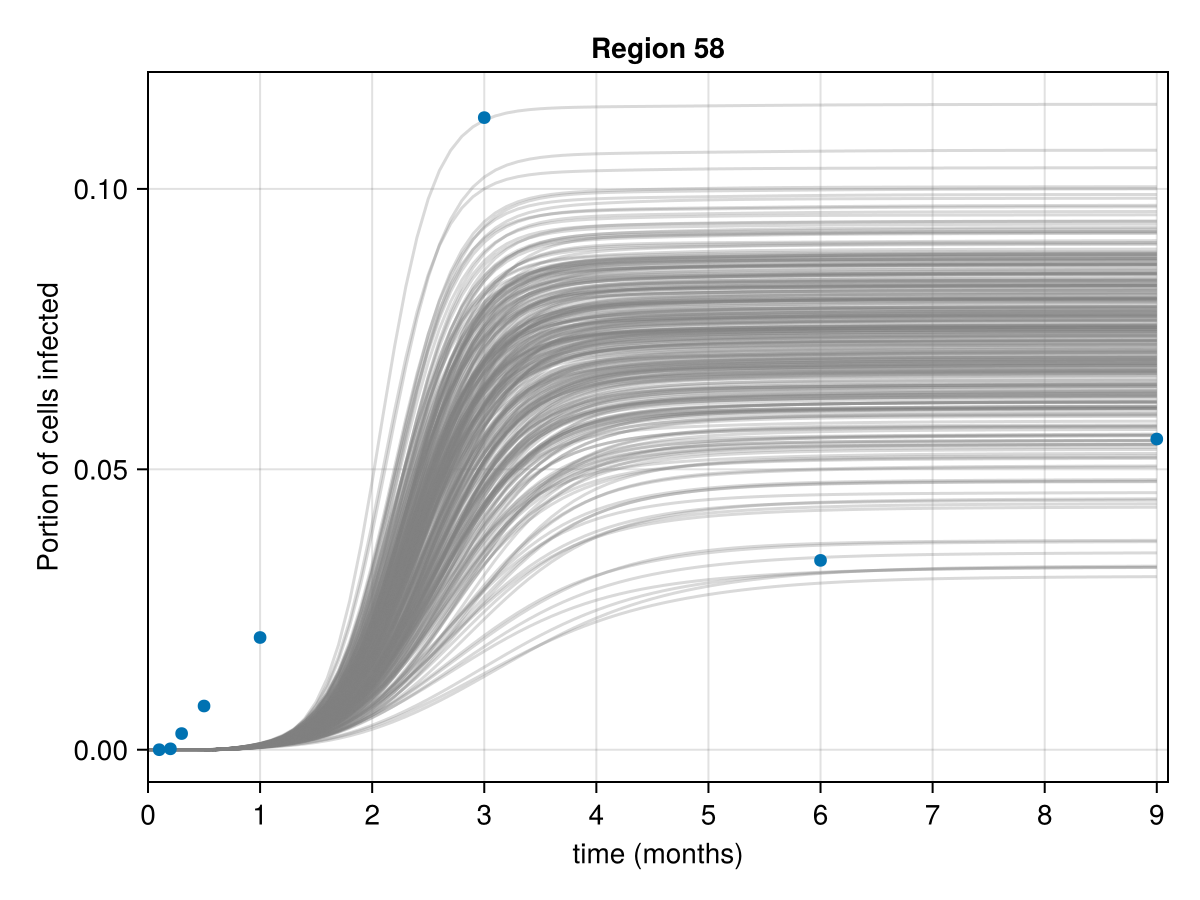 Region 58
Portion of cells infected
0.10
0.05
0.00
0 1 2 3 4 5 6 7 8 9
time (months)